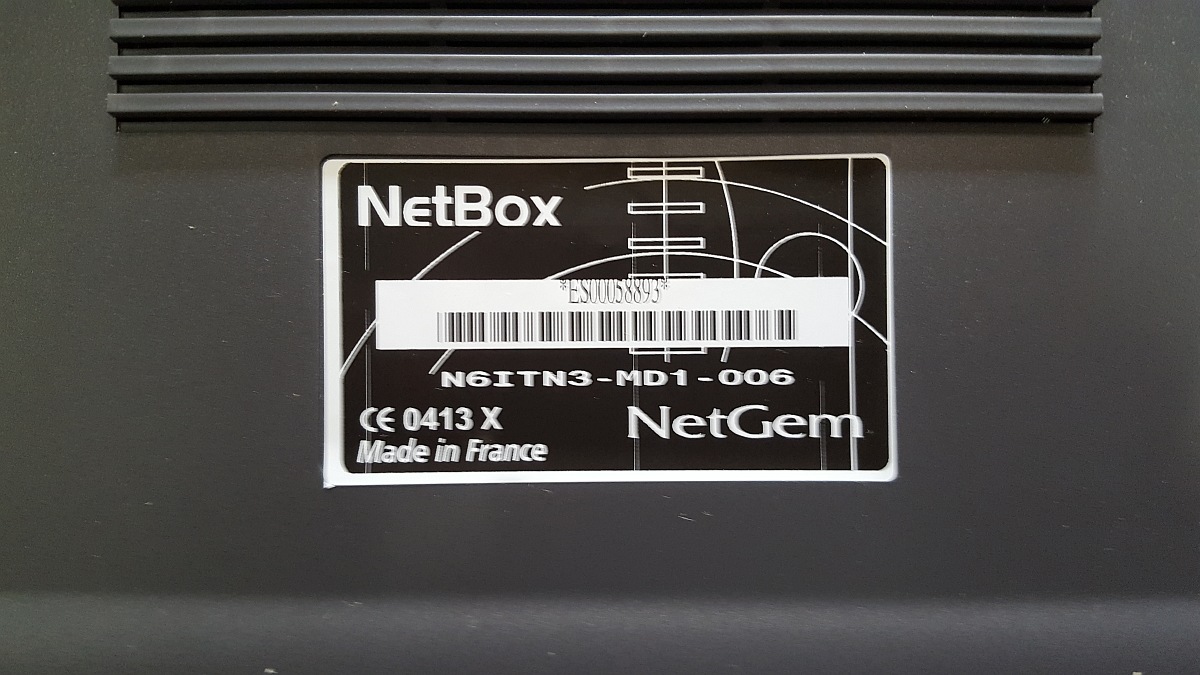 NetBox
*ES00058893*
N6ITN3-MD1-006
CE 0413 X
NetGem
Made in France